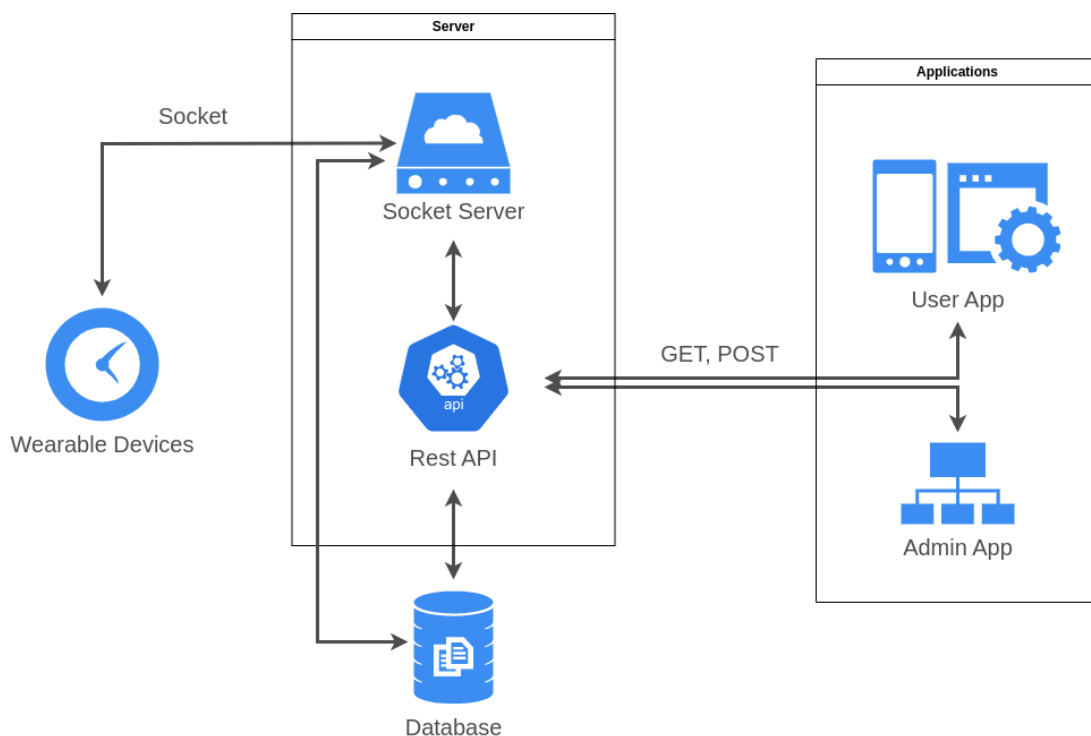 Server
Applications
Socket
Socket Server
User App
GET, POST
api
Wearable Devices
Rest API
Admin App
Database